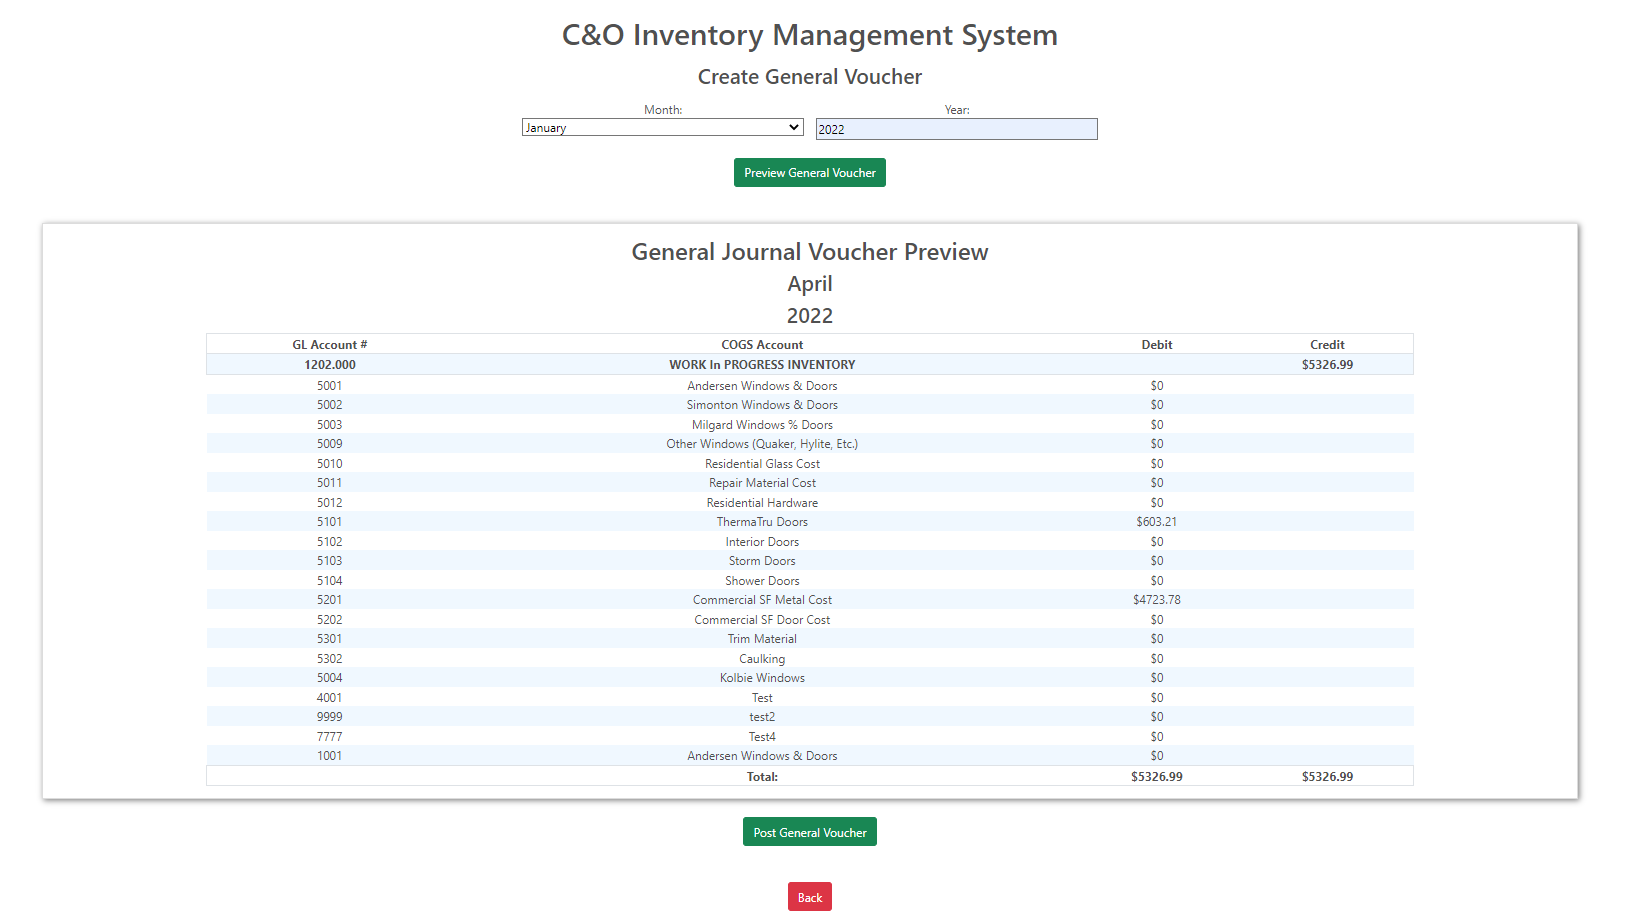 C&O Inventory Management System
Create General Voucher
Month: Year:
January 2022
Preview General Voucher
General Journal Voucher Preview
April
2022
GL Account # COGS Account Debit Credit
1202.000 WORK In PROGRESS INVENTORY $5326.99
5001 Andersen Windows & Doors $0
5002 Simonton Windows & Doors $0
5003 Milgard Windows % Doors $0
5009 Other Windows (Quaker, Hylite, Etc.) $0
5010 Residential Glass Cost $0
5011 Repair Material Cost $0
5012 Residential Hardware $0
5101 ThermaTru Doors $603.21
5102 Interior Doors $0
5103 Storm Doors $0
5104 Shower Doors $0
5201 Commercial SF Metal Cost $4723.78
5202 Commercial SF Door Cost $0
5301 Trim Material $0
5302 Caulking $0
5004 Kolbie Windows $0
4001 Test $0
9999 test2 $0
7777 Test4 $0
1001 Andersen Windows & Doors $0
Total: $5326.99 $5326.99
Post General Voucher
Back